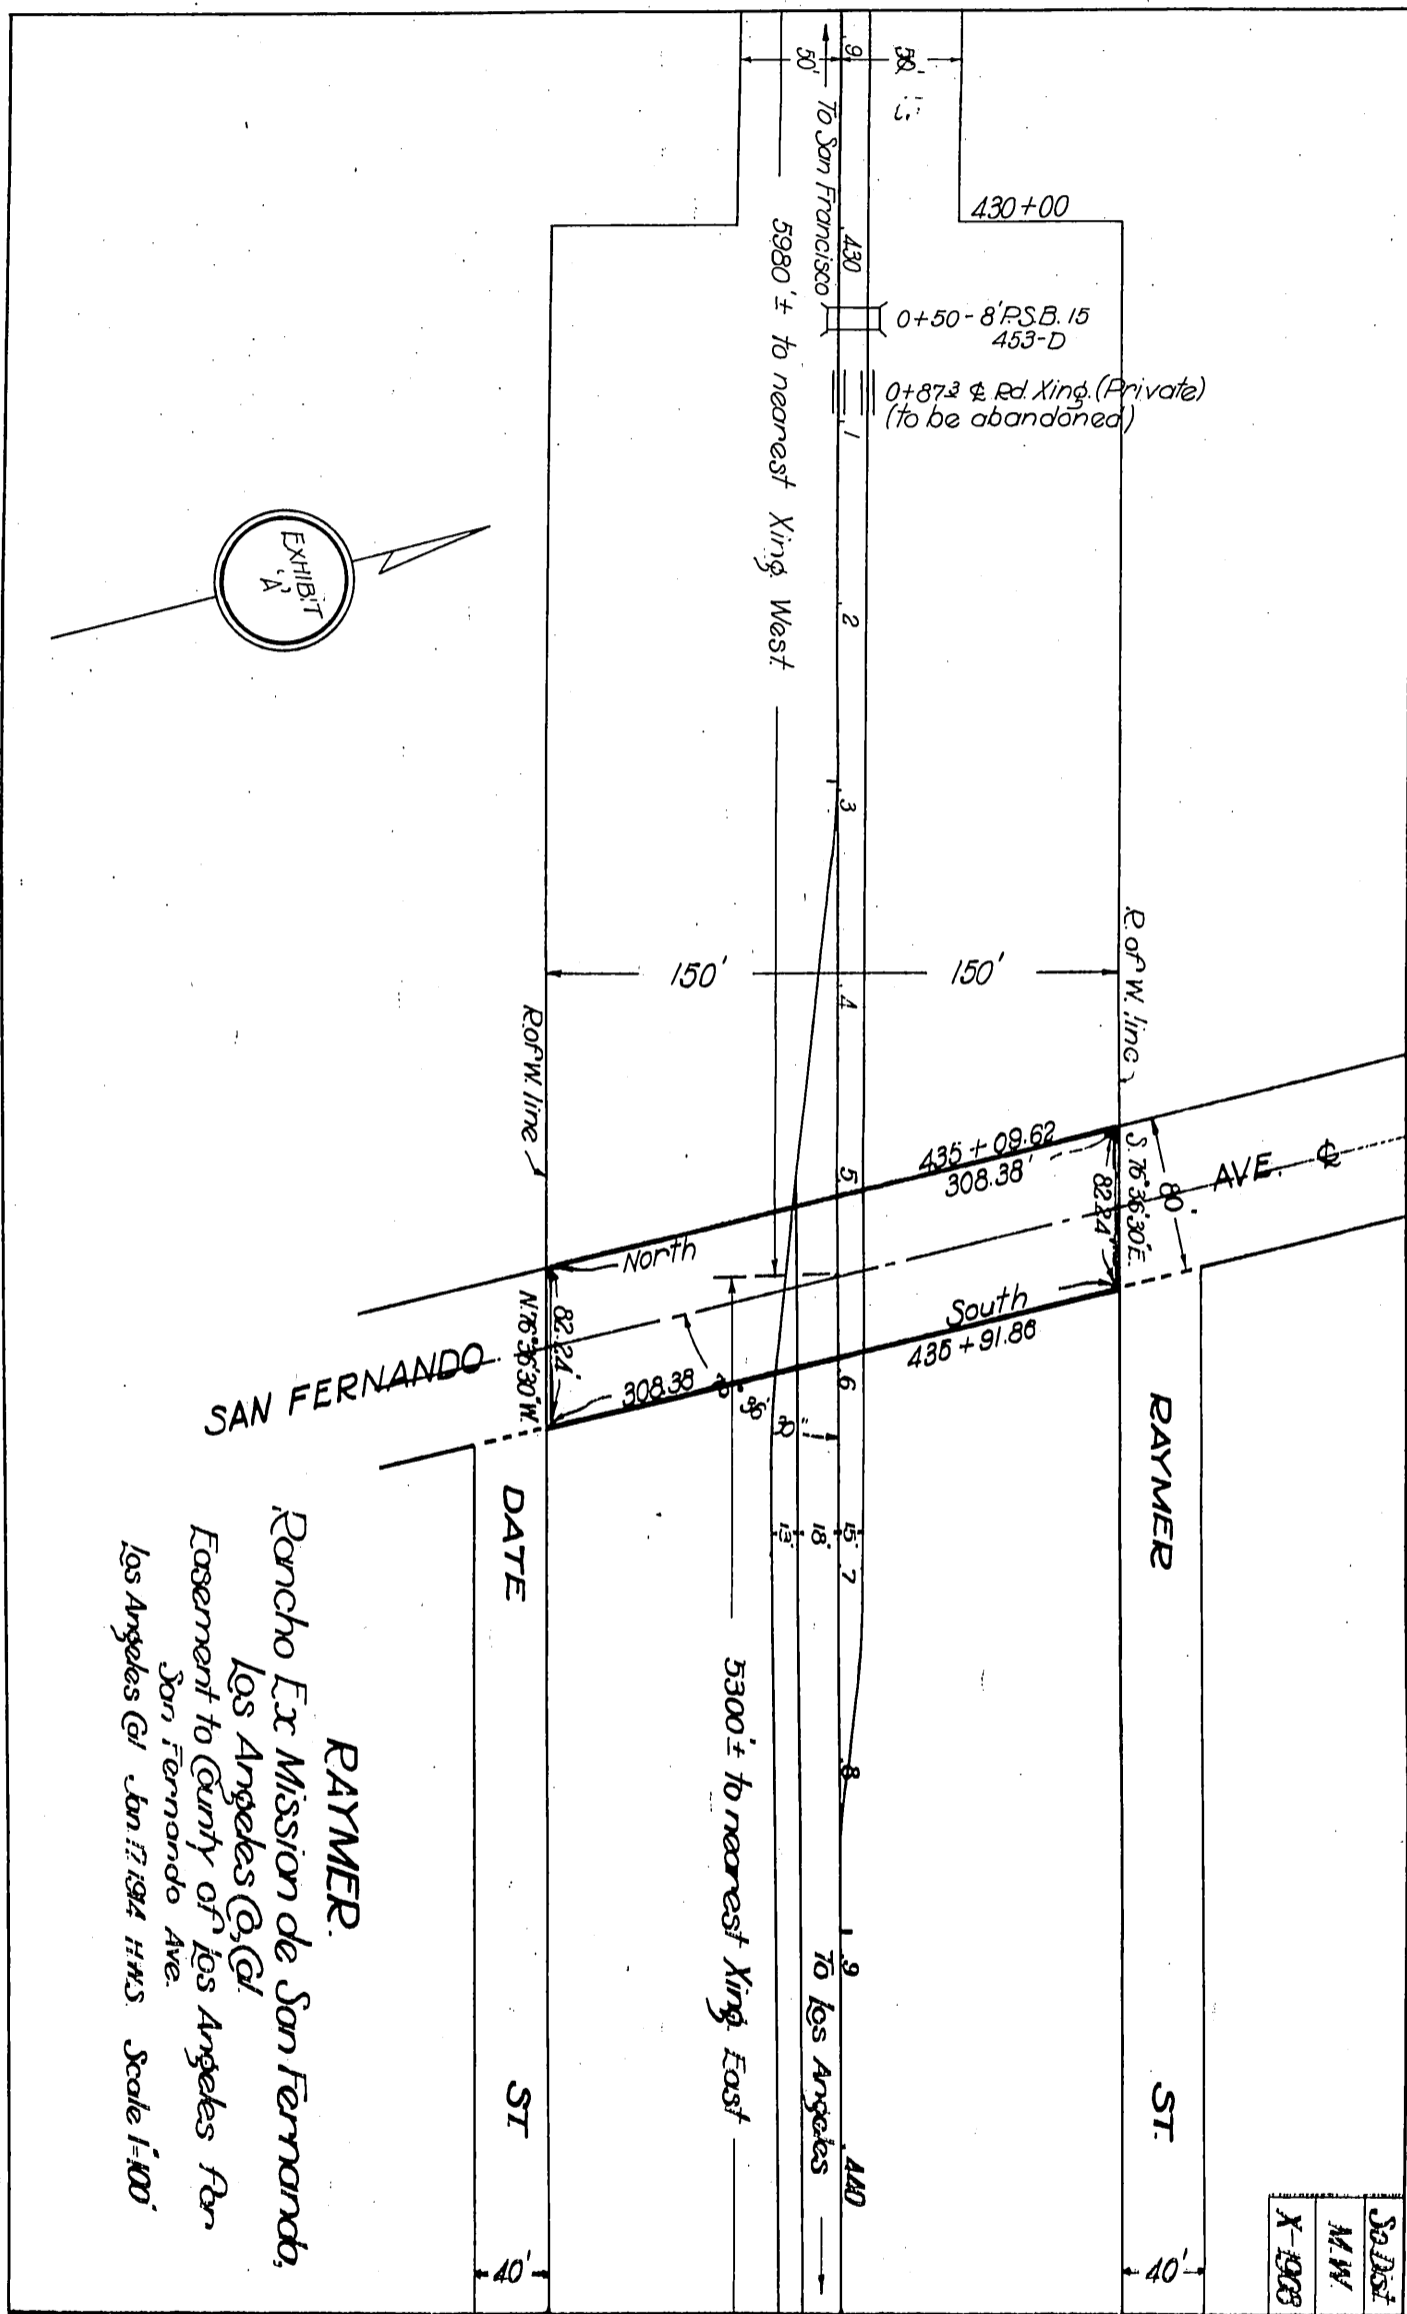 So. Dist.
M.W.
X-1908
50'
9
50'
To San Francisco
430+00
430
5980'± to nearest Xing. West.
0+50-8' P.S.B. 15
453-D
0+87³ ℄ Rd. Xing. (Private)
(to be abandoned)
1
2
3
4
5
6
7
8
9
440
EXHIBIT
'A'
150'
150'
R. of W. line
R. of W. line
435+09.62
308.38'
S. 76°36'30"E.
82.24'
80'
AVE. ℄
North
South
435+91.86
82.24'
N. 76°36'30"W.
308.38
76° 36' 30"
SAN FERNANDO
15'
18'
13'
RAYMER
ST.
DATE
ST.
5300'± to nearest Xing. East
To Los Angeles
40'
40'
RAYMER.
Rancho Ex Mission de San Fernando,
Los Angeles Co., Cal.
Easement to County of Los Angeles for
San Fernando Ave.
Los Angeles Cal. Jan. 17. 1914. H.H.S. Scale 1"=100'